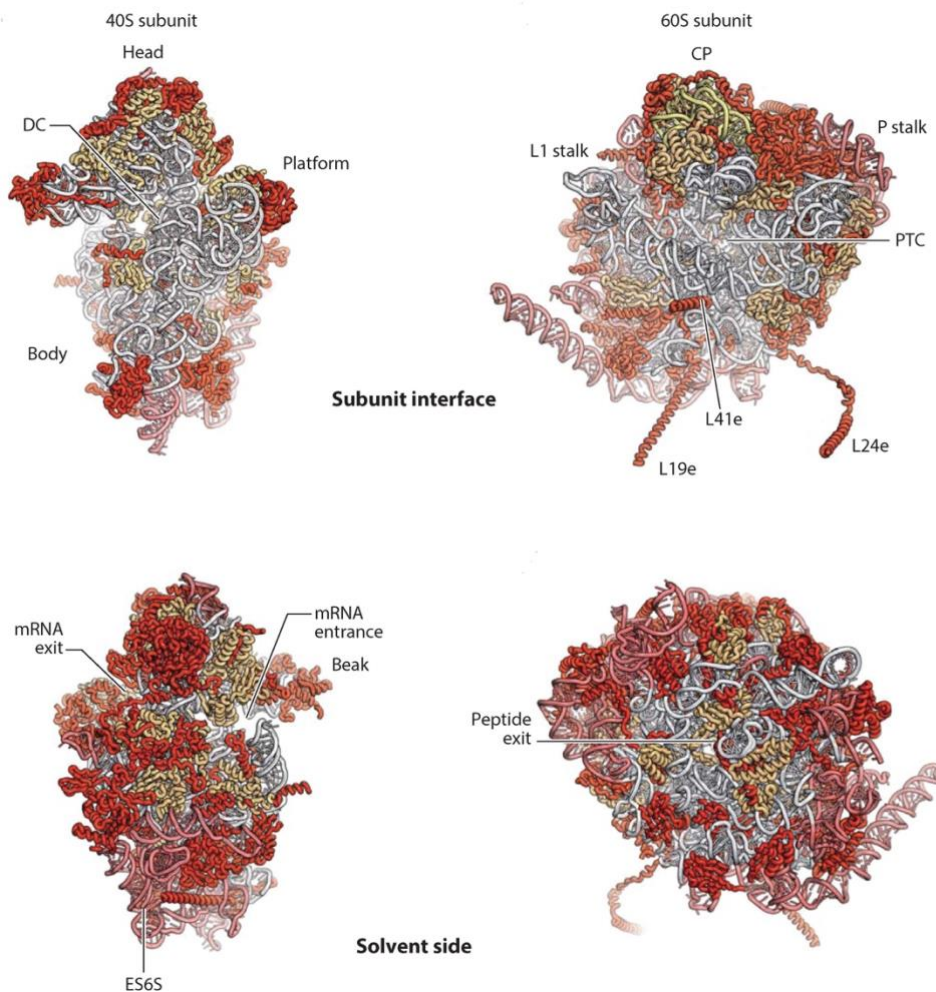 40S subunit
60S subunit
Head
CP
DC
P stalk
L1 stalk
Platform
PTC
Body
Subunit interface
L41e
L24e
L19e
mRNA
exit
mRNA
entrance
Beak
Peptide
exit
Solvent side
ES6S